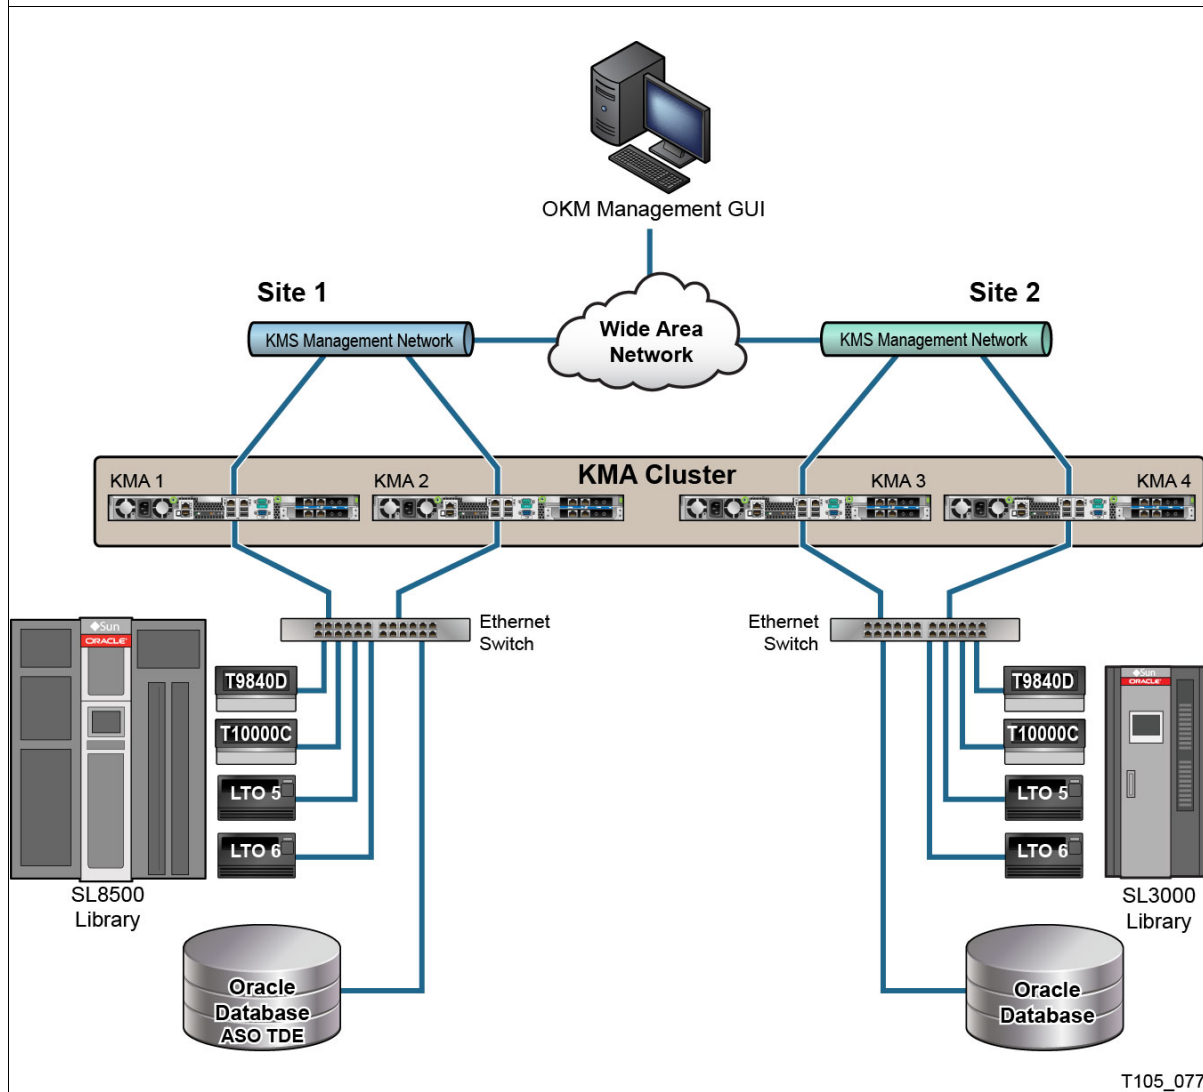 OKM Management GUI
Site 1
Site 2
KMS Management Network
Wide Area
Network
KMS Management Network
KMA Cluster
KMA 1
KMA 2
KMA 3
KMA 4
Ethernet
Switch
Ethernet
Switch
Sun
ORACLE
T9840D
T10000C
LTO 5
LTO 6
SL8500
Library
Oracle
Database
ASO TDE
Sun
ORACLE
T9840D
T10000C
LTO 5
LTO 6
SL3000
Library
Oracle
Database
T105_077